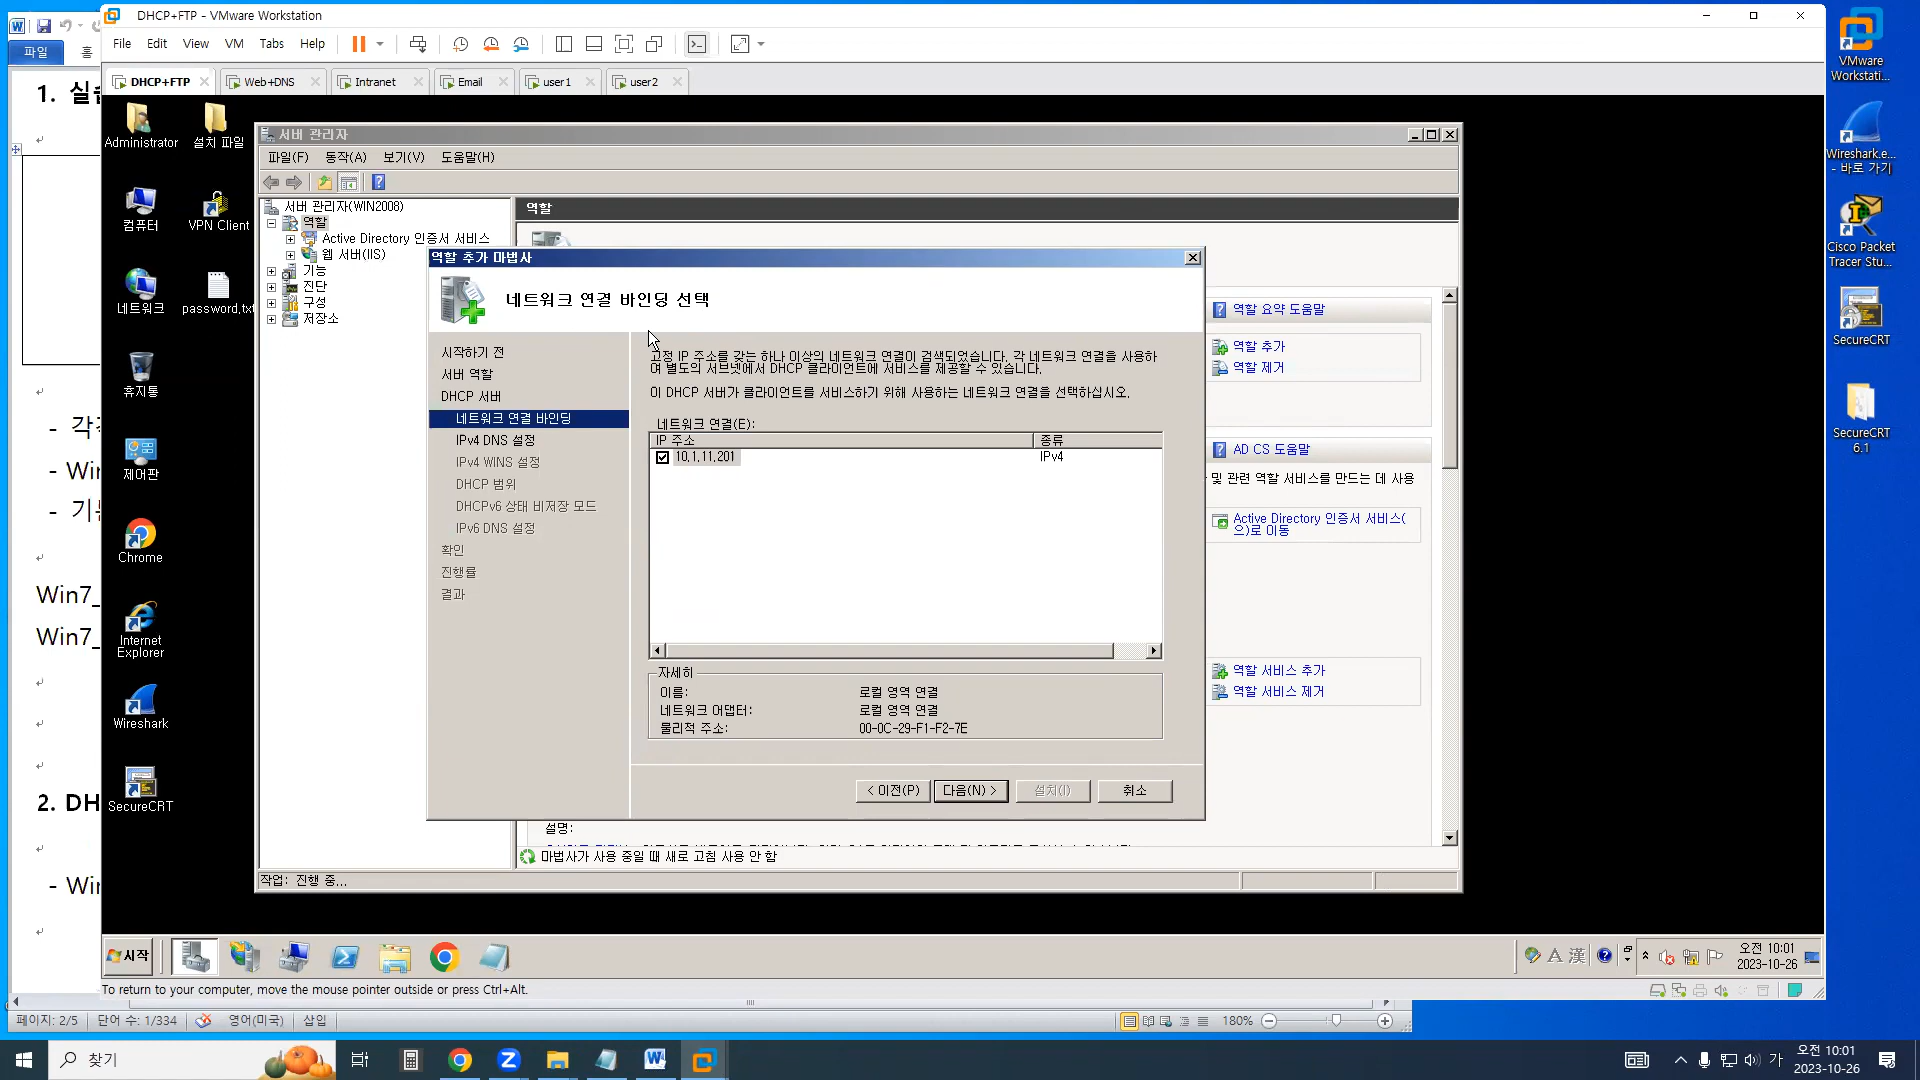 DHCP+FTP - VMware Workstation
File Edit View VM Tabs Help
파일 홈
DHCP+FTP Web+DNS Intranet Email user1 user2
1. 실습
- 각각
- Win
- 기본
Win7_
Win7_
2. DH
- Win
Administrator
설치 파일
컴퓨터
VPN Client
네트워크
password.txt
휴지통
제어판
Chrome
Internet
Explorer
Wireshark
SecureCRT
서버 관리자
파일(F) 동작(A) 보기(V) 도움말(H)
서버 관리자(WIN2008)
역할
Active Directory 인증서 서비스
웹 서버(IIS)
기능
진단
구성
저장소
역할
역할 추가 마법사
네트워크 연결 바인딩 선택
시작하기 전
서버 역할
DHCP 서버
네트워크 연결 바인딩
IPv4 DNS 설정
IPv4 WINS 설정
DHCP 범위
DHCPv6 상태 비저장 모드
IPv6 DNS 설정
확인
진행률
결과
고정 IP 주소를 갖는 하나 이상의 네트워크 연결이 검색되었습니다. 각 네트워크 연결을 사용하
여 별도의 서브넷에서 DHCP 클라이언트에 서비스를 제공할 수 있습니다.
이 DHCP 서버가 클라이언트를 서비스하기 위해 사용하는 네트워크 연결을 선택하십시오.
네트워크 연결(E):
IP 주소 종류
10.1.11.201 IPv4
자세히
이름: 로컬 영역 연결
네트워크 어댑터: 로컬 영역 연결
물리적 주소: 00-0C-29-F1-F2-7E
< 이전(P) 다음(N) > 설치(I) 취소
역할 요약 도움말
역할 추가
역할 제거
AD CS 도움말
및 관련 역할 서비스를 만드는 데 사용
Active Directory 인증서 서비스(
으)로 이동
역할 서비스 추가
역할 서비스 제거
설명:
마법사가 사용 중일 때 새로 고침 사용 안 함
작업: 진행 중...
시작
A 漢
오전 10:01
2023-10-26
To return to your computer, move the mouse pointer outside or press Ctrl+Alt.
페이지: 2/5 단어 수: 1/334 영어(미국) 삽입 180%
VMware
Workstati...
Wireshark.e...
- 바로 가기
Cisco Packet
Tracer Stu...
SecureCRT
SecureCRT
6.1
찾기
가
오전 10:01
2023-10-26